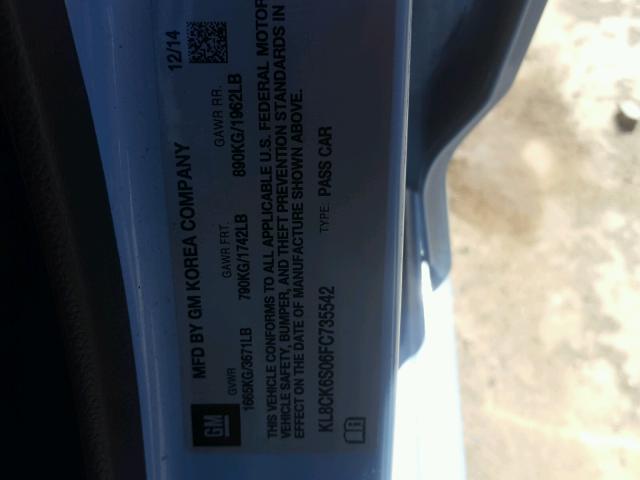 MFD BY GM KOREA COMPANY 12/14
GVWR GAWR FRT. GAWR RR.
1665KG/3671LB 790KG/1742LB 890KG/1962LB
THIS VEHICLE CONFORMS TO ALL APPLICABLE U.S. FEDERAL MOTOR
VEHICLE SAFETY, BUMPER, AND THEFT PREVENTION STANDARDS IN
EFFECT ON THE DATE OF MANUFACTURE SHOWN ABOVE.
KL8CK6S06FC735542 TYPE: PASS CAR
GM